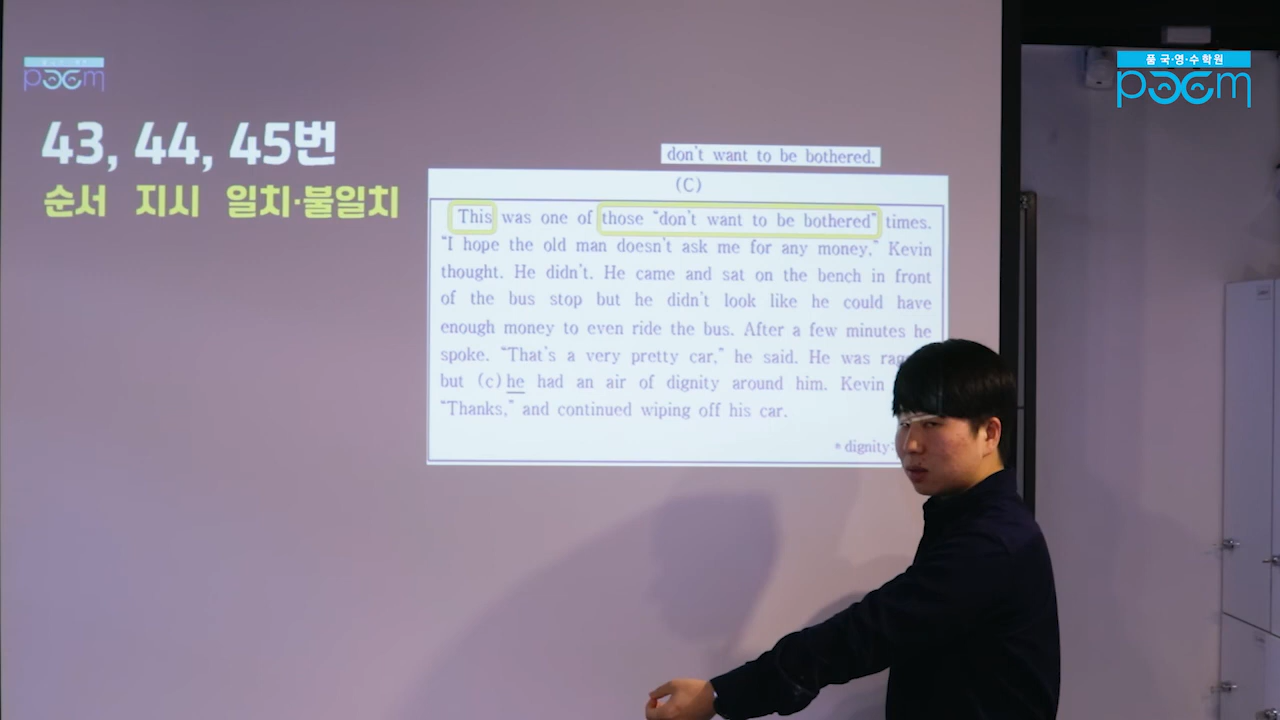 품 국·영·수 학원
poem
poem
43, 44, 45번
순서 지시 일치·불일치
don't want to be bothered.
(C)
This was one of those "don't want to be bothered" times.
"I hope the old man doesn't ask me for any money," Kevin
thought. He didn't. He came and sat on the bench in front
of the bus stop but he didn't look like he could have
enough money to even ride the bus. After a few minutes he
spoke. "That's a very pretty car," he said. He was
but (c) he had an air of dignity around him. Kevin
"Thanks," and continued wiping off his car.
* dignity: